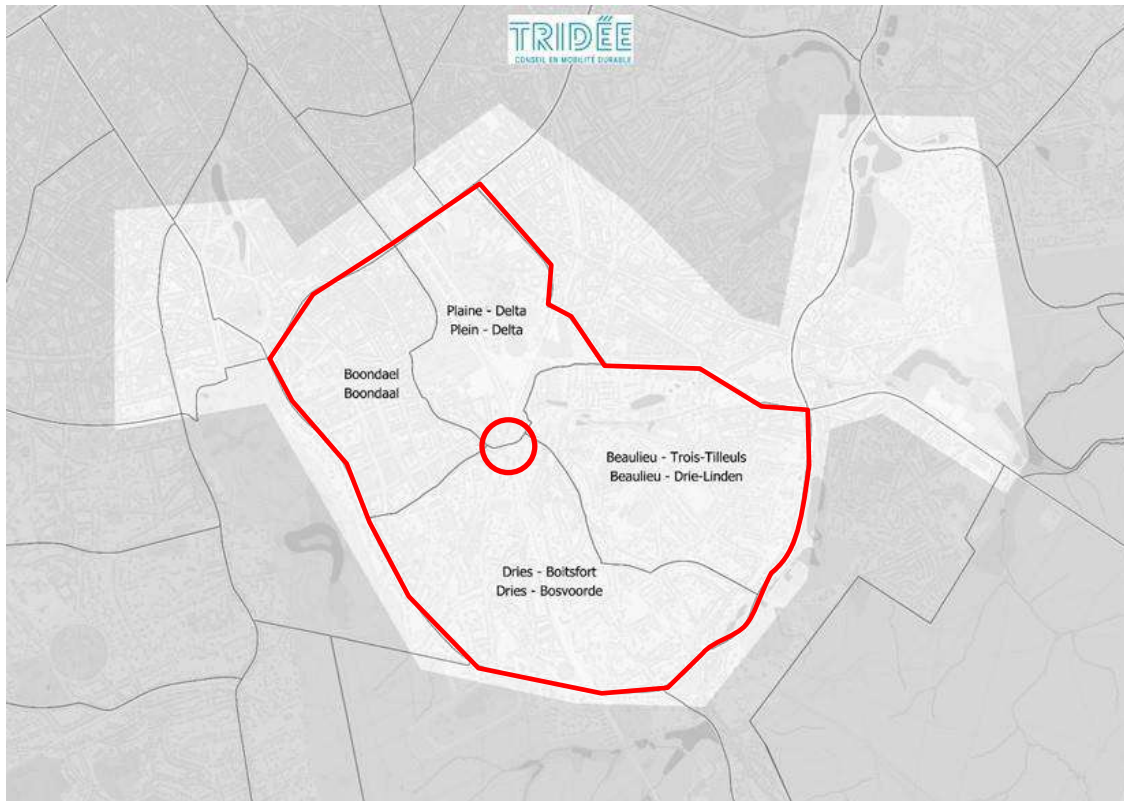 TRIDÉE
CONSEIL EN MOBILITÉ DURABLE
Plaine - Delta
Plein - Delta
Boondael
Boondaal
Beaulieu - Trois-Tilleuls
Beaulieu - Drie-Linden
Dries - Boitsfort
Dries - Bosvoorde